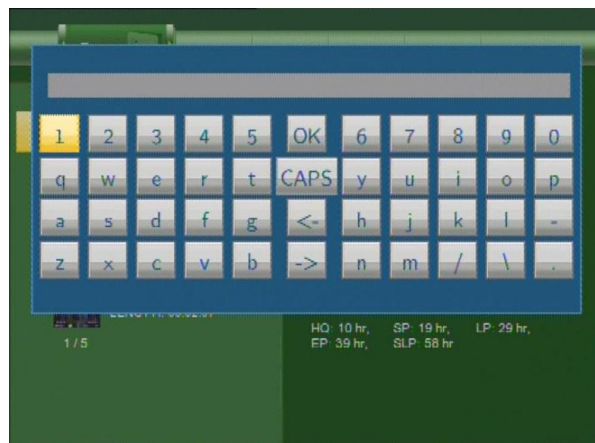 1 2 3 4 5 OK 6 7 8 9 0
q w e r t CAPS y u i o p
a s d f g <- h j k l -
z x c v b -> n m / \ .
HQ: 10 hr, SP: 19 hr, LP: 29 hr,
1 / 5
EP: 39 hr, SLP: 58 hr